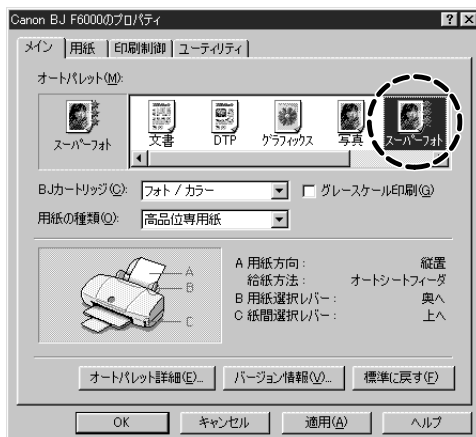 Canon BJ F6000のプロパティ
メイン 用紙 印刷制御 ユーティリティ
オートパレット(M):
スーパーフォト 文書 DTP グラフィックス 写真 スーパーフォト
BJカートリッジ(C): フォト / カラー グレースケール印刷(G)
用紙の種類(O): 高品位専用紙
A B C
A 用紙方向： 縦置
給紙方法： オートシートフィーダ
B 用紙選択レバー： 奥へ
C 紙間選択レバー： 上へ
オートパレット詳細(E)... バージョン情報(V)... 標準に戻す(F)
OK キャンセル 適用(A) ヘルプ